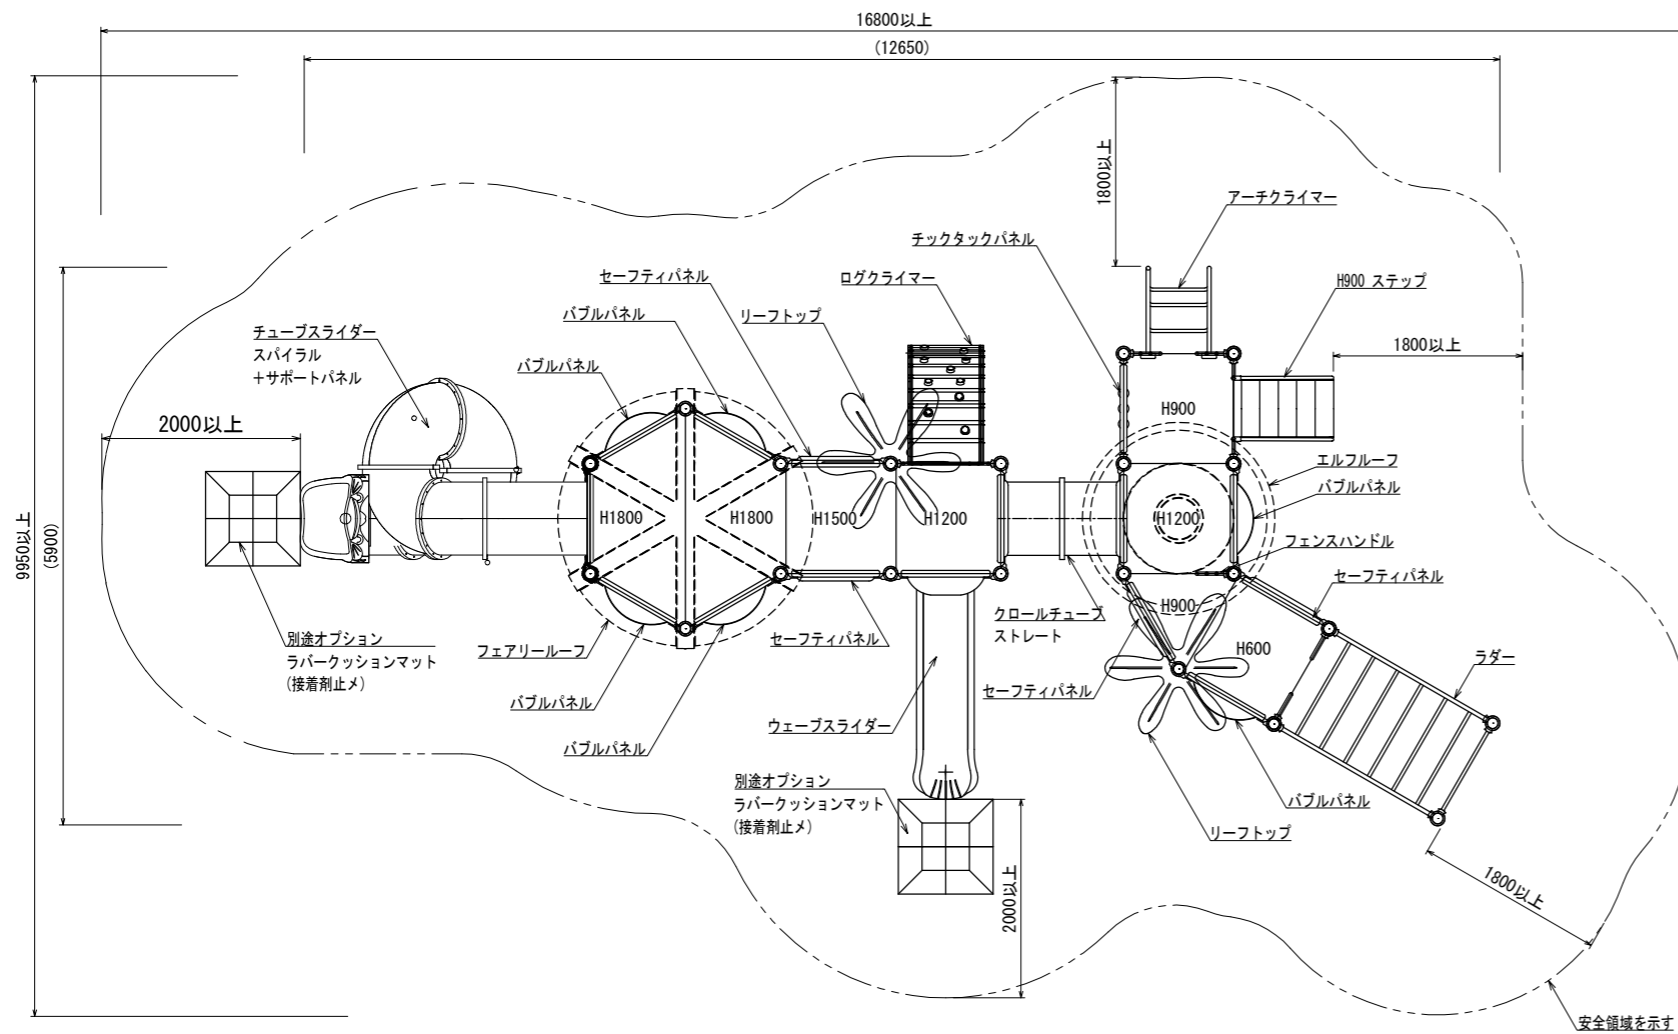 16800以上
(12650)
1800以上
アーチクライマー
チックタックパネル
セーフティパネル
ログクライマー
H900 ステップ
バブルパネル
リーフトップ
チューブスライダー
スパイラル
+サポートパネル
バブルパネル
1800以上
2000以上
H900
エルフルーフ
バブルパネル
9950以上
(5900)
H1800
H1800
H1500
H1200
H1200
フェンスハンドル
セーフティパネル
H900
クロールチューブ
ストレート
別途オプション
ラバークッションマット
(接着剤止メ)
フェアリールーフ
セーフティパネル
H600
ラダー
セーフティパネル
バブルパネル
ウェーブスライダー
バブルパネル
別途オプション
ラバークッションマット
(接着剤止メ)
バブルパネル
リーフトップ
2000以上
1800以上
安全領域を示す